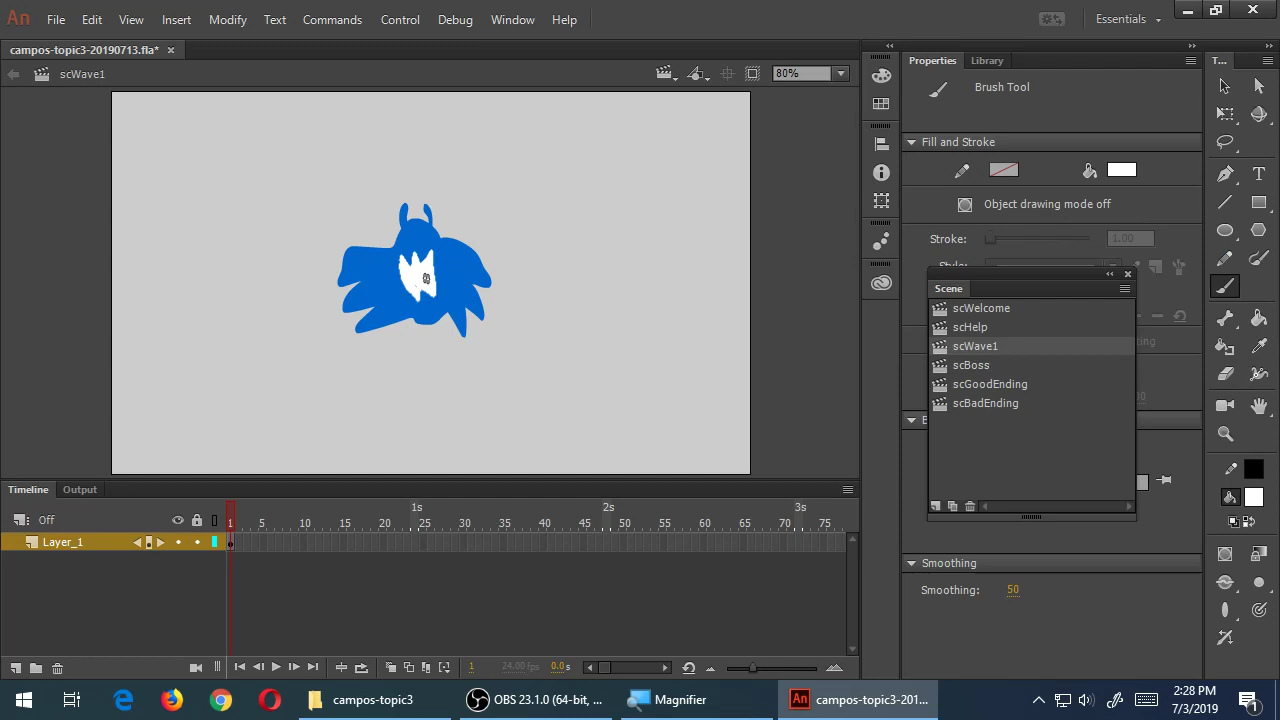 An File Edit View Insert Modify Text Commands Control Debug Window Help Essentials
campos-topic3-20190713.fla* ×
scWave1 80%
Properties Library T...
Brush Tool
Fill and Stroke
Object drawing mode off
Stroke: 1.00
Style:
Scene
scWelcome
scHelp
scWave1
scBoss
scGoodEnding
scBadEnding
Smoothing
Smoothing: 50
Timeline Output
1s 2s 3s
Off 1 5 10 15 20 25 30 35 40 45 50 55 60 65 70 75
Layer_1
1 24.00 fps 0.0 s
campos-topic3 OBS 23.1.0 (64-bit, ... Magnifier An campos-topic3-201...
2:28 PM
7/3/2019
1